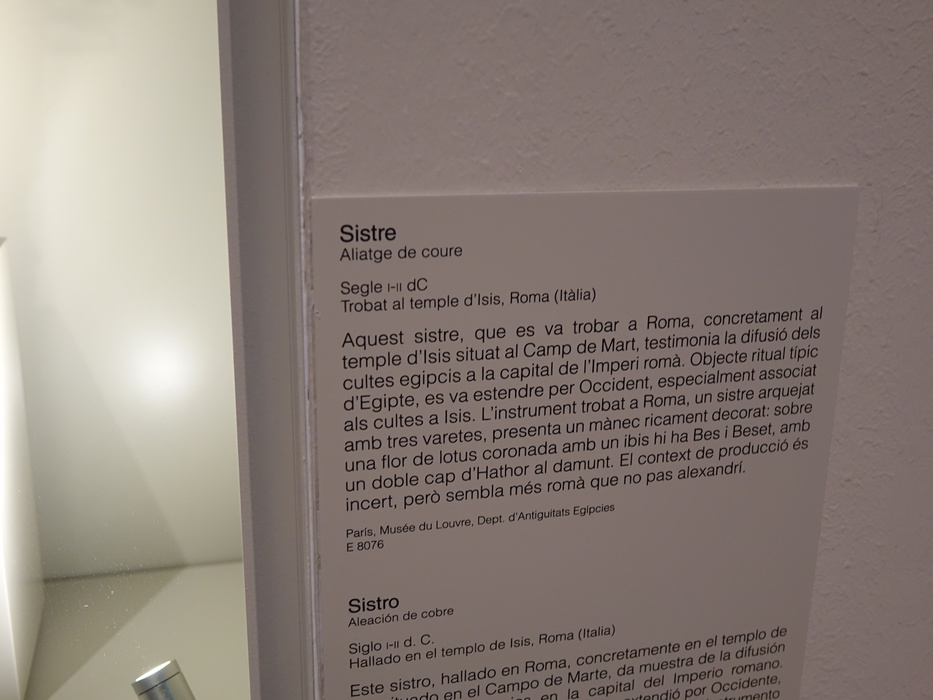 Sistre
Aliatge de coure
Segle I-II dC
Trobat al temple d'Isis, Roma (Itàlia)
Aquest sistre, que es va trobar a Roma, concretament al
temple d'Isis situat al Camp de Mart, testimonia la difusió dels
cultes egipcis a la capital de l'Imperi romà. Objecte ritual típic
d'Egipte, es va estendre per Occident, especialment associat
als cultes a Isis. L'instrument trobat a Roma, un sistre arquejat
amb tres varetes, presenta un mànec ricament decorat: sobre
una flor de lotus coronada amb un ibis hi ha Bes i Beset, amb
un doble cap d'Hathor al damunt. El context de producció és
incert, però sembla més romà que no pas alexandrí.
París, Musée du Louvre, Dept. d'Antiguitats Egípcies
E 8076
Sistro
Aleación de cobre
Siglo I-II d. C.
Hallado en el templo de Isis, Roma (Italia)
Este sistro, hallado en Roma, concretamente en el templo de
en el Campo de Marte, da muestra de la difusión
en la capital del Imperio romano.
por Occidente,